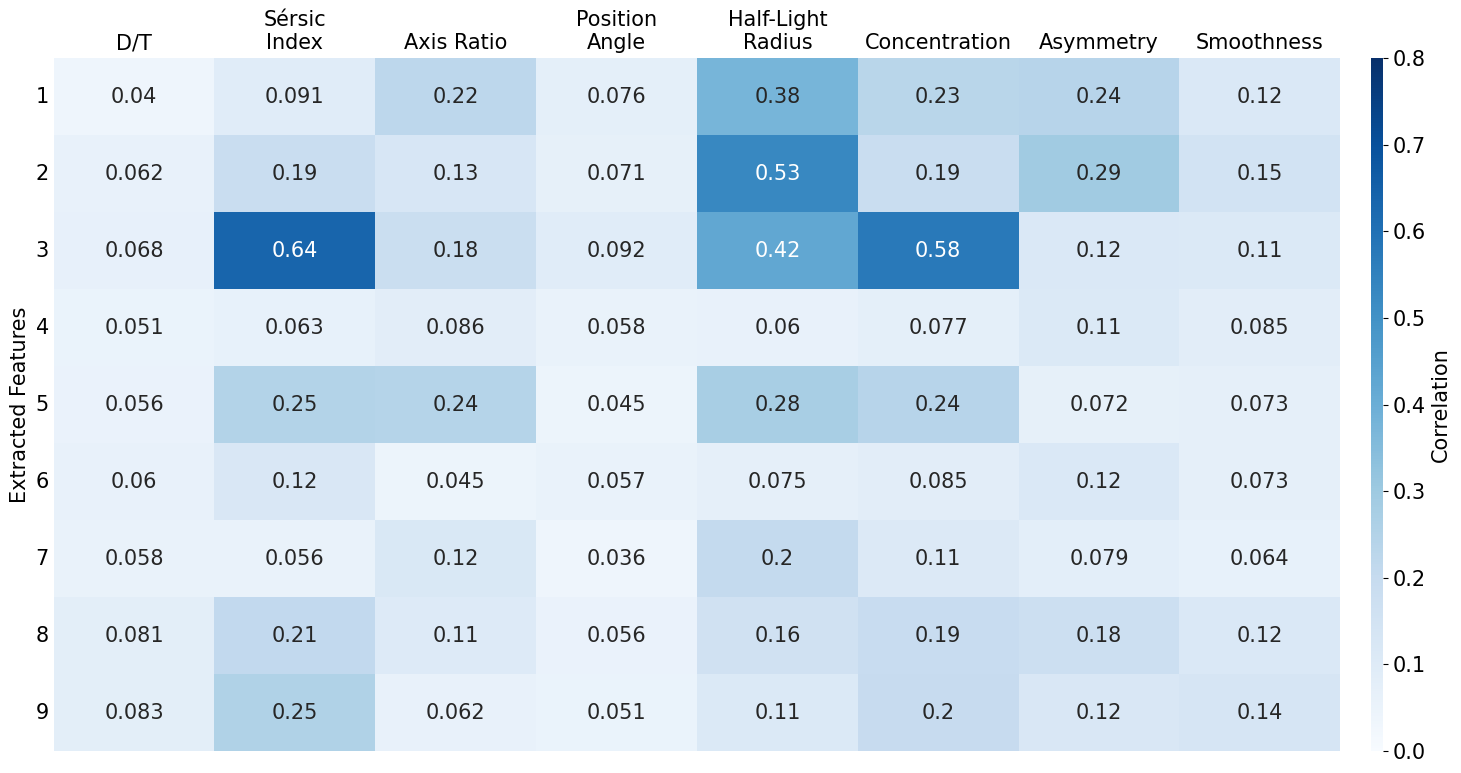 Sérsic
Index
Position
Angle
Half-Light
Radius
D/T
Axis Ratio
Concentration
Asymmetry
Smoothness
1 0.04 0.091 0.22 0.076 0.38 0.23 0.24 0.12
2 0.062 0.19 0.13 0.071 0.53 0.19 0.29 0.15
3 0.068 0.64 0.18 0.092 0.42 0.58 0.12 0.11
4 0.051 0.063 0.086 0.058 0.06 0.077 0.11 0.085
5 0.056 0.25 0.24 0.045 0.28 0.24 0.072 0.073
6 0.06 0.12 0.045 0.057 0.075 0.085 0.12 0.073
7 0.058 0.056 0.12 0.036 0.2 0.11 0.079 0.064
8 0.081 0.21 0.11 0.056 0.16 0.19 0.18 0.12
9 0.083 0.25 0.062 0.051 0.11 0.2 0.12 0.14
Extracted Features
0.8
0.7
0.6
0.5
0.4
0.3
0.2
0.1
0.0
Correlation